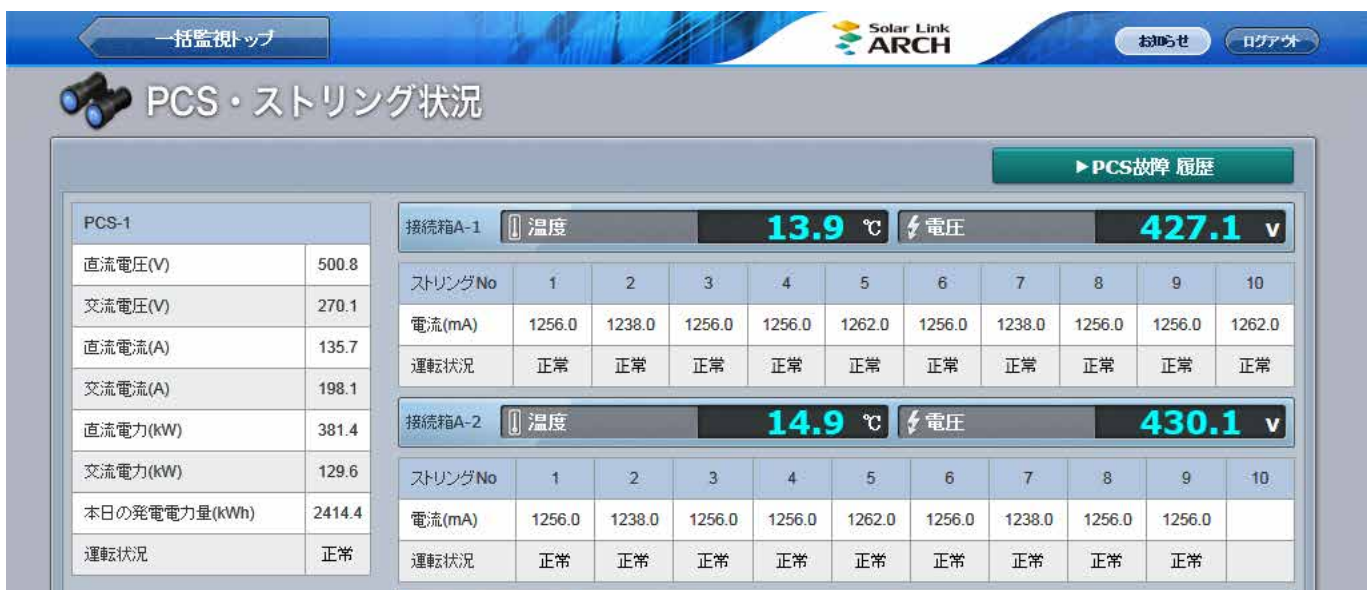 一括監視トップ
Solar Link
ARCH
お知らせ
ログアウト
PCS・ストリング状況
▶PCS故障 履歴
PCS-1
直流電圧(V) 500.8
交流電圧(V) 270.1
直流電流(A) 135.7
交流電流(A) 198.1
直流電力(kW) 381.4
交流電力(kW) 129.6
本日の発電電力量(kWh) 2414.4
運転状況 正常
接続箱A-1 温度 13.9 ℃ 電圧 427.1 v
ストリングNo 1 2 3 4 5 6 7 8 9 10
電流(mA) 1256.0 1238.0 1256.0 1256.0 1262.0 1256.0 1238.0 1256.0 1256.0 1262.0
運転状況 正常 正常 正常 正常 正常 正常 正常 正常 正常 正常
接続箱A-2 温度 14.9 ℃ 電圧 430.1 v
ストリングNo 1 2 3 4 5 6 7 8 9 10
電流(mA) 1256.0 1238.0 1256.0 1256.0 1262.0 1256.0 1238.0 1256.0 1256.0
運転状況 正常 正常 正常 正常 正常 正常 正常 正常 正常